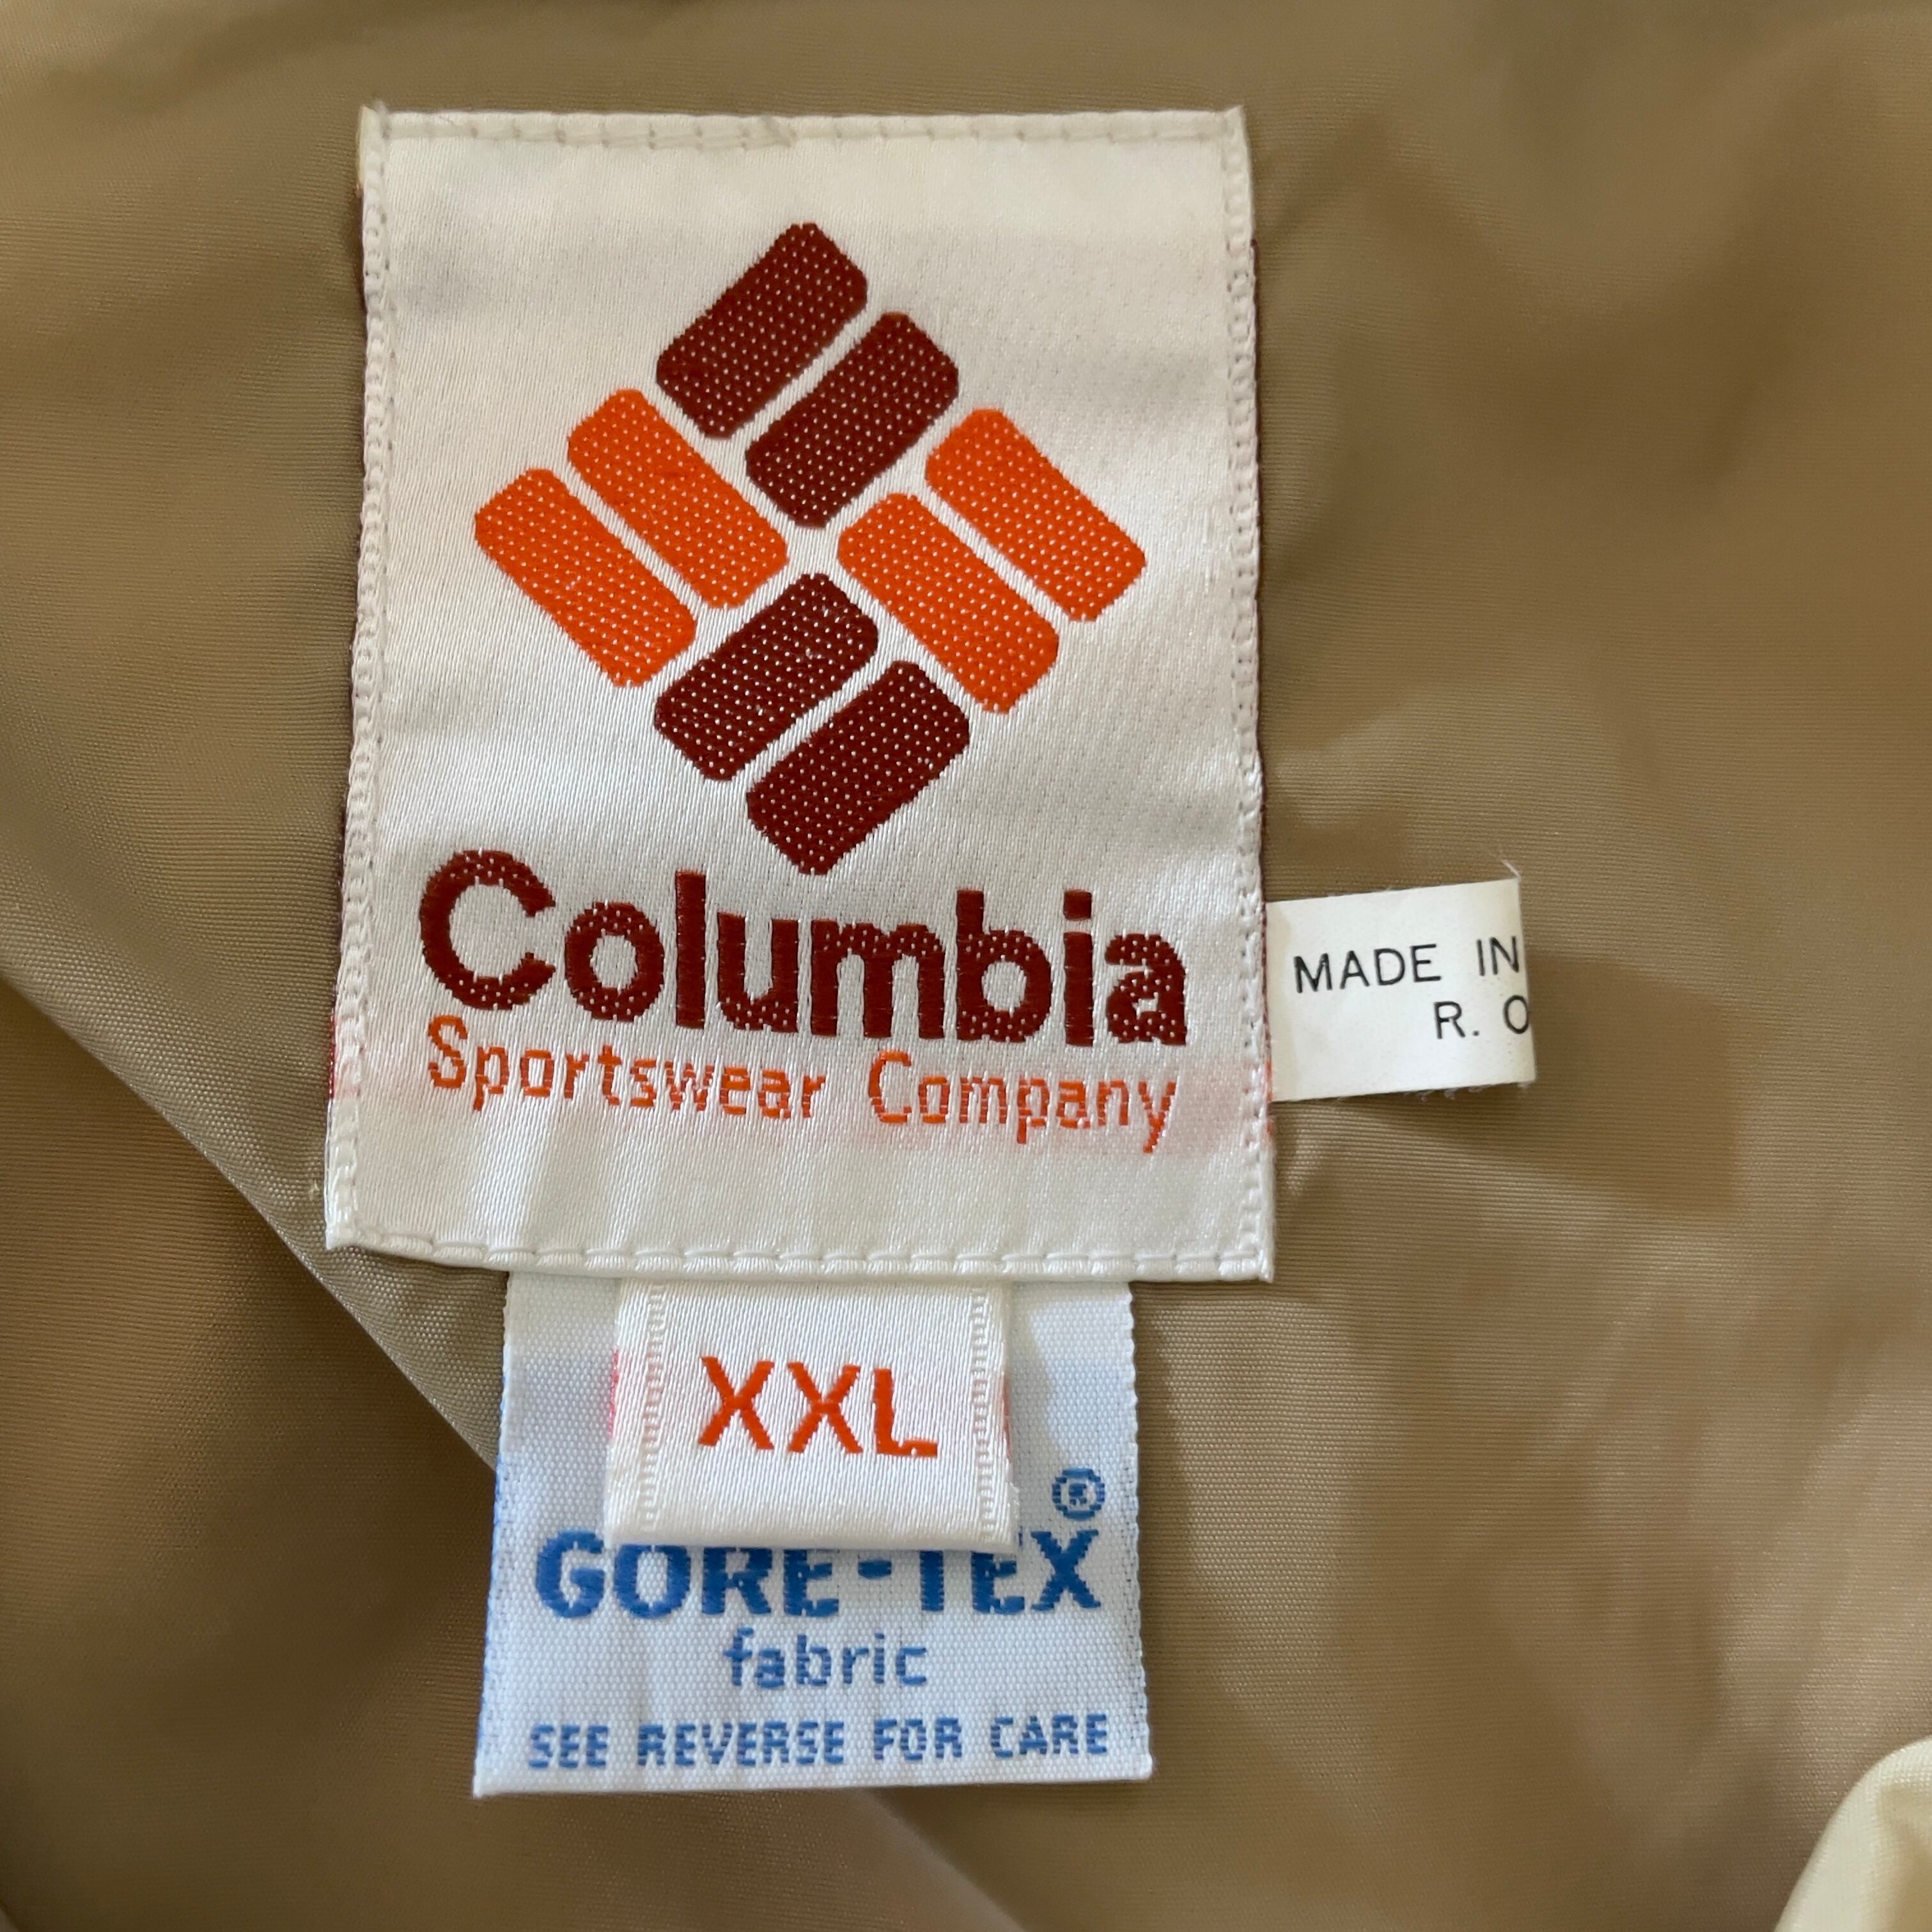 Columbia
Sportswear Company
MADE IN
R. O
XXL
®
GORE-TEX
fabric
SEE REVERSE FOR CARE